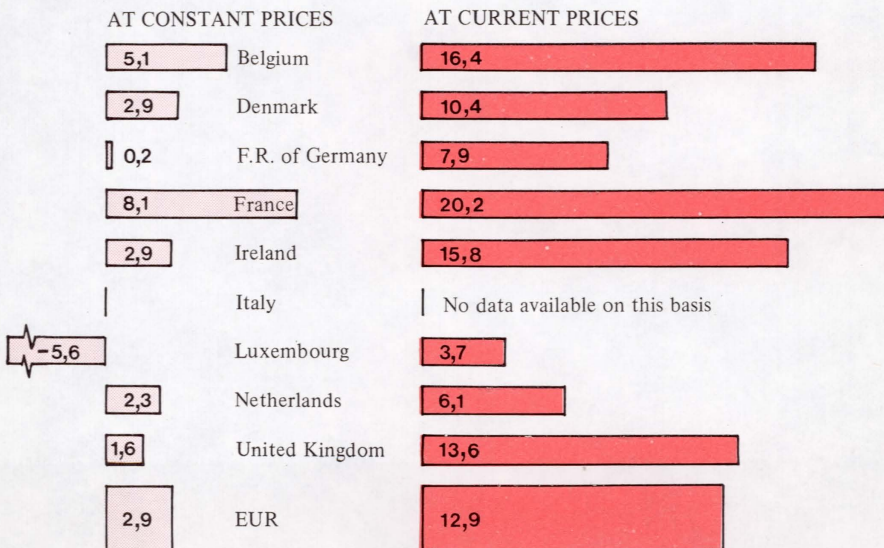 AT CONSTANT PRICES AT CURRENT PRICES
5,1 Belgium 16,4
2,9 Denmark 10,4
0,2 F.R. of Germany 7,9
8,1 France 20,2
2,9 Ireland 15,8
Italy No data available on this basis
-5,6 Luxembourg 3,7
2,3 Netherlands 6,1
1,6 United Kingdom 13,6
2,9 EUR 12,9